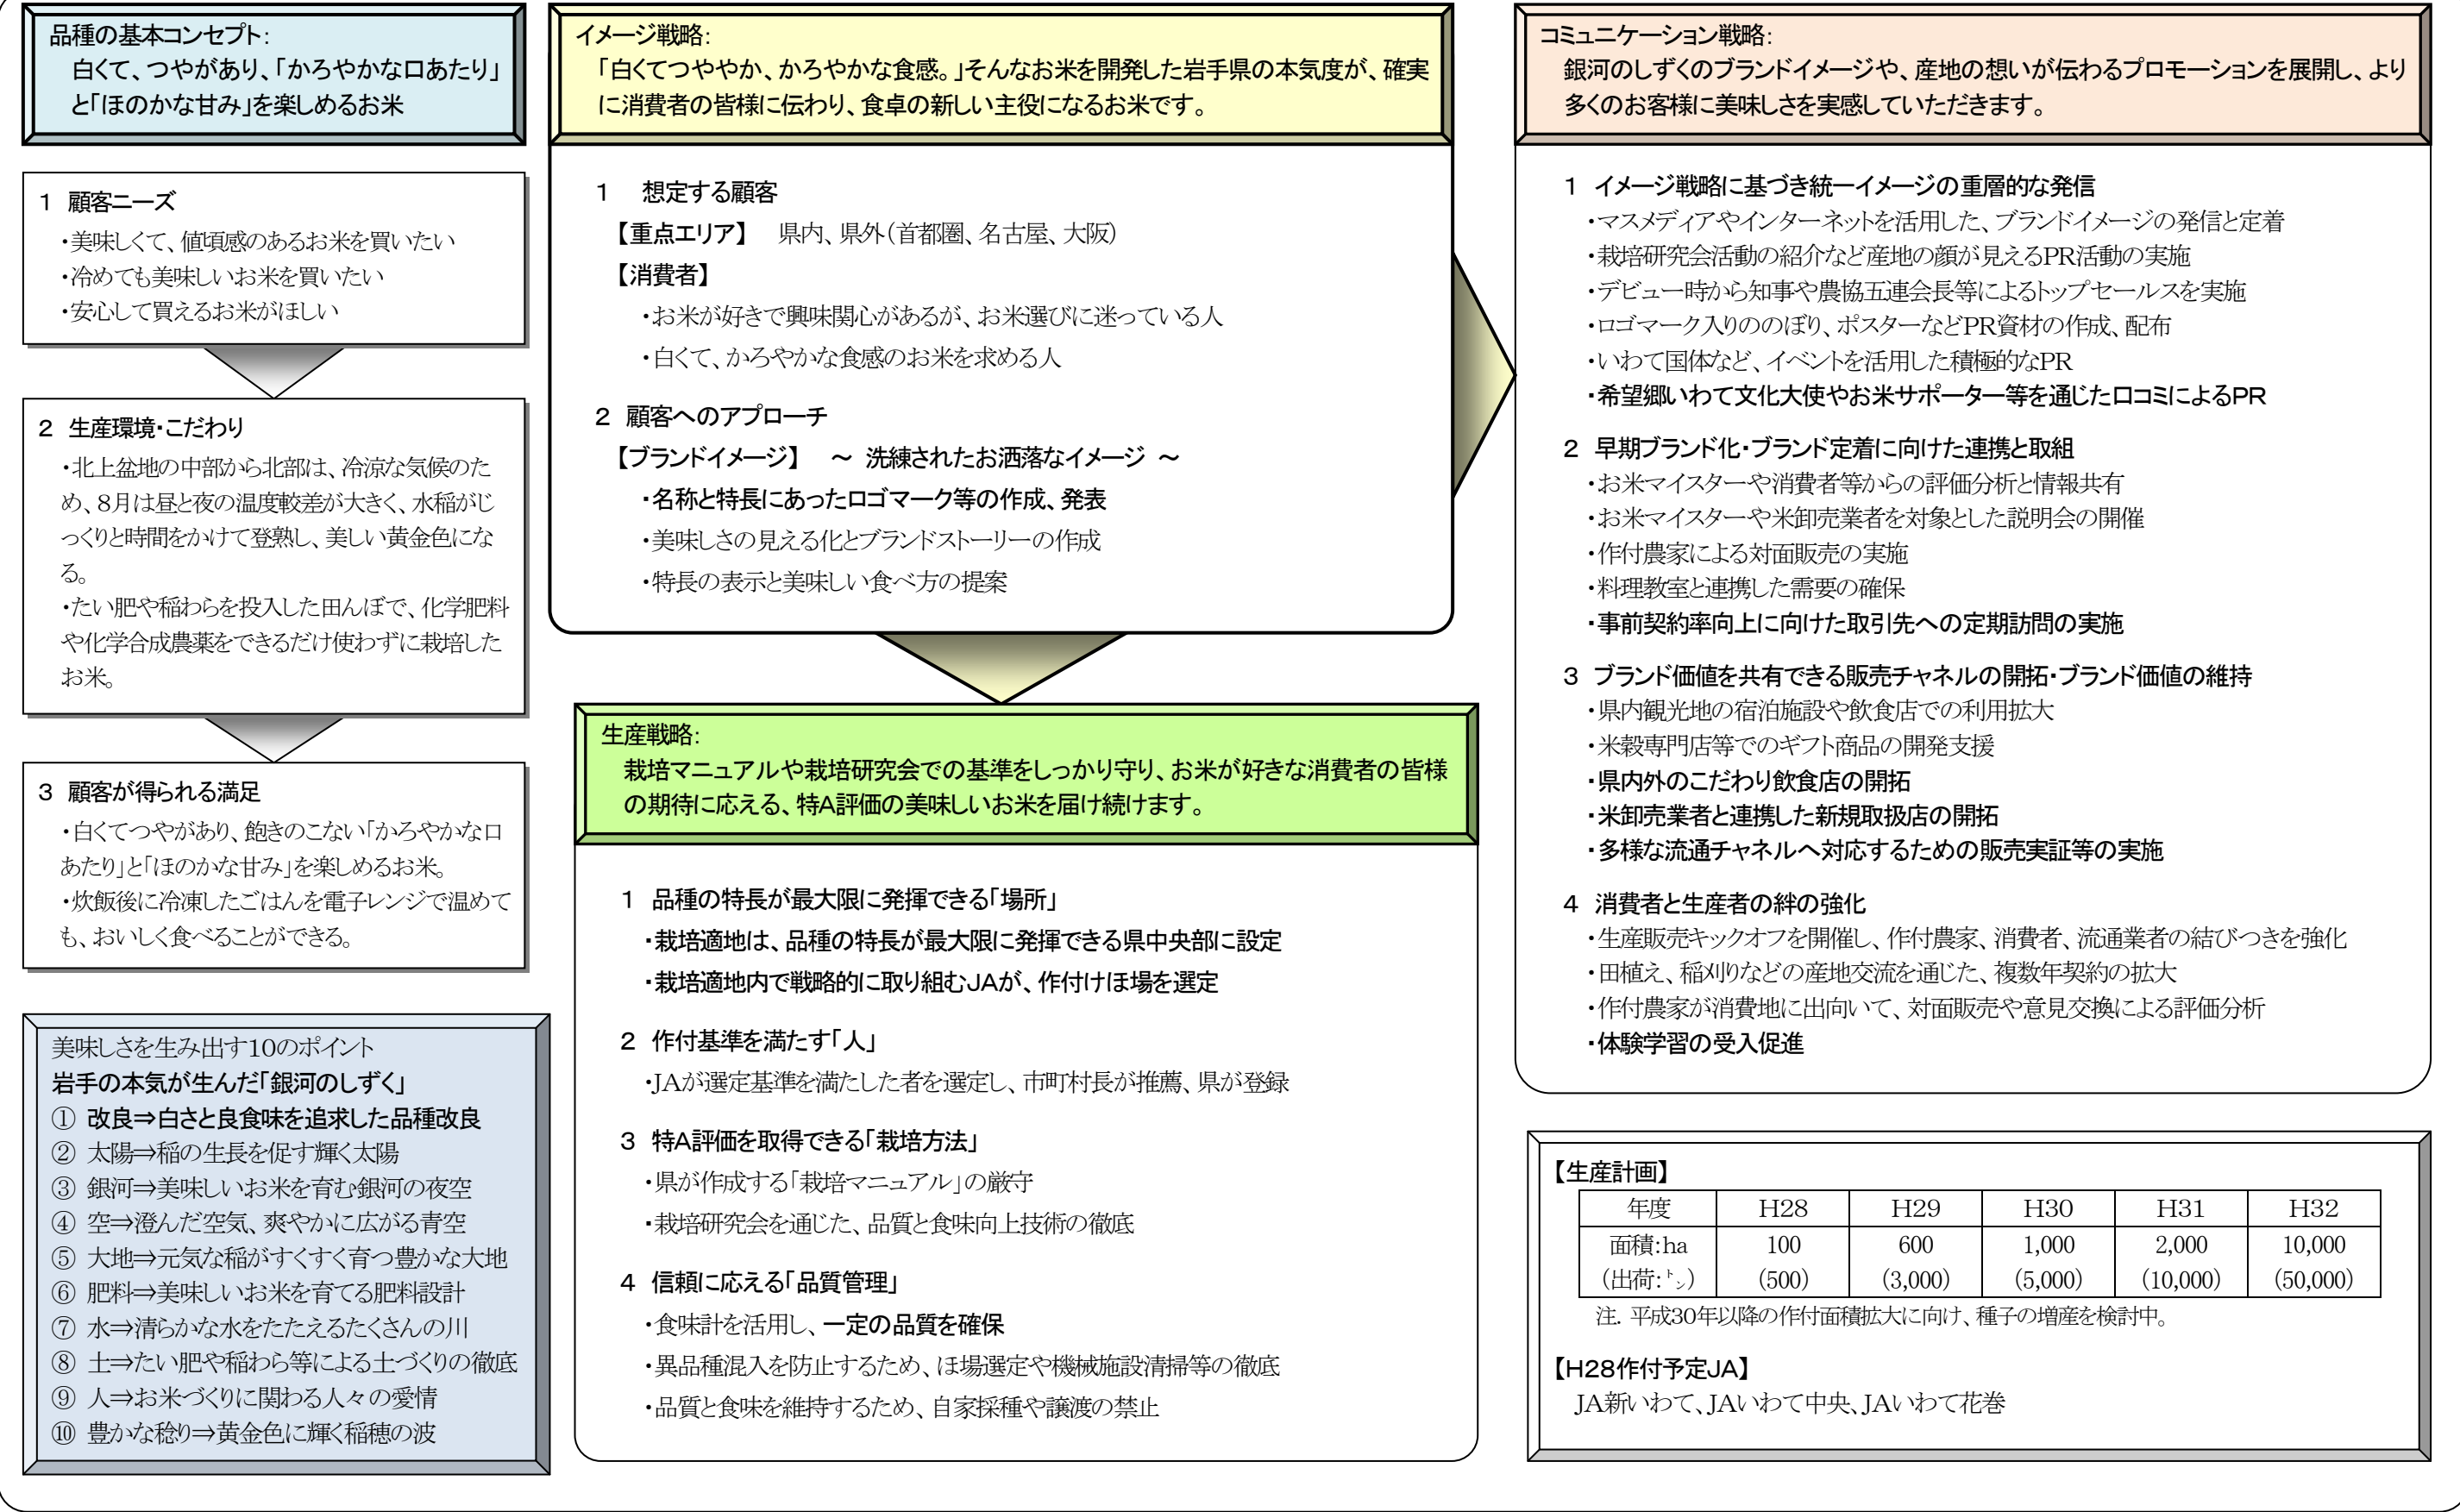 品種の基本コンセプト：
白くて、つやがあり、「かろやかな口あたり」
と「ほのかな甘み」を楽しめるお米
1 顧客ニーズ
・美味しくて、値頃感のあるお米を買いたい
・冷めても美味しいお米を買いたい
・安心して買えるお米がほしい
2 生産環境・こだわり
・北上盆地の中部から北部は、冷涼な気候のた
め、８月は昼と夜の温度較差が大きく、水稲がじ
っくりと時間をかけて登熟し、美しい黄金色にな
る。
・たい肥や稲わらを投入した田んぼで、化学肥料
や化学合成農薬をできるだけ使わずに栽培した
お米。
3 顧客が得られる満足
・白くてつやがあり、飽きのこない「かろやかな口
あたり」と「ほのかな甘み」を楽しめるお米。
・炊飯後に冷凍したごはんを電子レンジで温めて
も、おいしく食べることができる。
美味しさを生み出す10のポイント
岩手の本気が生んだ「銀河のしずく」
① 改良⇒白さと良食味を追求した品種改良
② 太陽⇒稲の生長を促す輝く太陽
③ 銀河⇒美味しいお米を育む銀河の夜空
④ 空⇒澄んだ空気、爽やかに広がる青空
⑤ 大地⇒元気な稲がすくすく育つ豊かな大地
⑥ 肥料⇒美味しいお米を育てる肥料設計
⑦ 水⇒清らかな水をたたえるたくさんの川
⑧ 土⇒たい肥や稲わら等による土づくりの徹底
⑨ 人⇒お米づくりに関わる人々の愛情
⑩ 豊かな稔り⇒黄金色に輝く稲穂の波
イメージ戦略：
「白くてつややか、かろやかな食感。」そんなお米を開発した岩手県の本気度が、確実
に消費者の皆様に伝わり、食卓の新しい主役になるお米です。
1 想定する顧客
【重点エリア】 県内、県外（首都圏、名古屋、大阪）
【消費者】
・お米が好きで興味関心があるが、お米選びに迷っている人
・白くて、かろやかな食感のお米を求める人
2 顧客へのアプローチ
【ブランドイメージ】 ～ 洗練されたお洒落なイメージ ～
・名称と特長にあったロゴマーク等の作成、発表
・美味しさの見える化とブランドストーリーの作成
・特長の表示と美味しい食べ方の提案
生産戦略：
栽培マニュアルや栽培研究会での基準をしっかり守り、お米が好きな消費者の皆様
の期待に応える、特Ａ評価の美味しいお米を届け続けます。
1 品種の特長が最大限に発揮できる「場所」
・栽培適地は、品種の特長が最大限に発揮できる県中央部に設定
・栽培適地内で戦略的に取り組むＪＡが、作付けほ場を選定
2 作付基準を満たす「人」
・ＪＡが選定基準を満たした者を選定し、市町村長が推薦、県が登録
3 特Ａ評価を取得できる「栽培方法」
・県が作成する「栽培マニュアル」の厳守
・栽培研究会を通じた、品質と食味向上技術の徹底
4 信頼に応える「品質管理」
・食味計を活用し、一定の品質を確保
・異品種混入を防止するため、ほ場選定や機械施設清掃等の徹底
・品質と食味を維持するため、自家採種や譲渡の禁止
コミュニケーション戦略：
銀河のしずくのブランドイメージや、産地の想いが伝わるプロモーションを展開し、より
多くのお客様に美味しさを実感していただきます。
1 イメージ戦略に基づき統一イメージの重層的な発信
・マスメディアやインターネットを活用した、ブランドイメージの発信と定着
・栽培研究会活動の紹介など産地の顔が見えるPR活動の実施
・デビュー時から知事や農協五連会長等によるトップセールスを実施
・ロゴマーク入りののぼり、ポスターなどPR資材の作成、配布
・いわて国体など、イベントを活用した積極的なPR
・希望郷いわて文化大使やお米サポーター等を通じた口コミによるＰＲ
2 早期ブランド化・ブランド定着に向けた連携と取組
・お米マイスターや消費者等からの評価分析と情報共有
・お米マイスターや米卸売業者を対象とした説明会の開催
・作付農家による対面販売の実施
・料理教室と連携した需要の確保
・事前契約率向上に向けた取引先への定期訪問の実施
3 ブランド価値を共有できる販売チャネルの開拓・ブランド価値の維持
・県内観光地の宿泊施設や飲食店での利用拡大
・米穀専門店等でのギフト商品の開発支援
・県内外のこだわり飲食店の開拓
・米卸売業者と連携した新規取扱店の開拓
・多様な流通チャネルへ対応するための販売実証等の実施
4 消費者と生産者の絆の強化
・生産販売キックオフを開催し、作付農家、消費者、流通業者の結びつきを強化
・田植え、稲刈りなどの産地交流を通じた、複数年契約の拡大
・作付農家が消費地に出向いて、対面販売や意見交換による評価分析
・体験学習の受入促進
【生産計画】
年度 H28 H29 H30 H31 H32
面積:ha 100 600 1,000 2,000 10,000
（出荷:㌧） (500) (3,000) (5,000) (10,000) (50,000)
注. 平成30年以降の作付面積拡大に向け、種子の増産を検討中。
【H28作付予定JA】
JA新いわて、JAいわて中央、JAいわて花巻